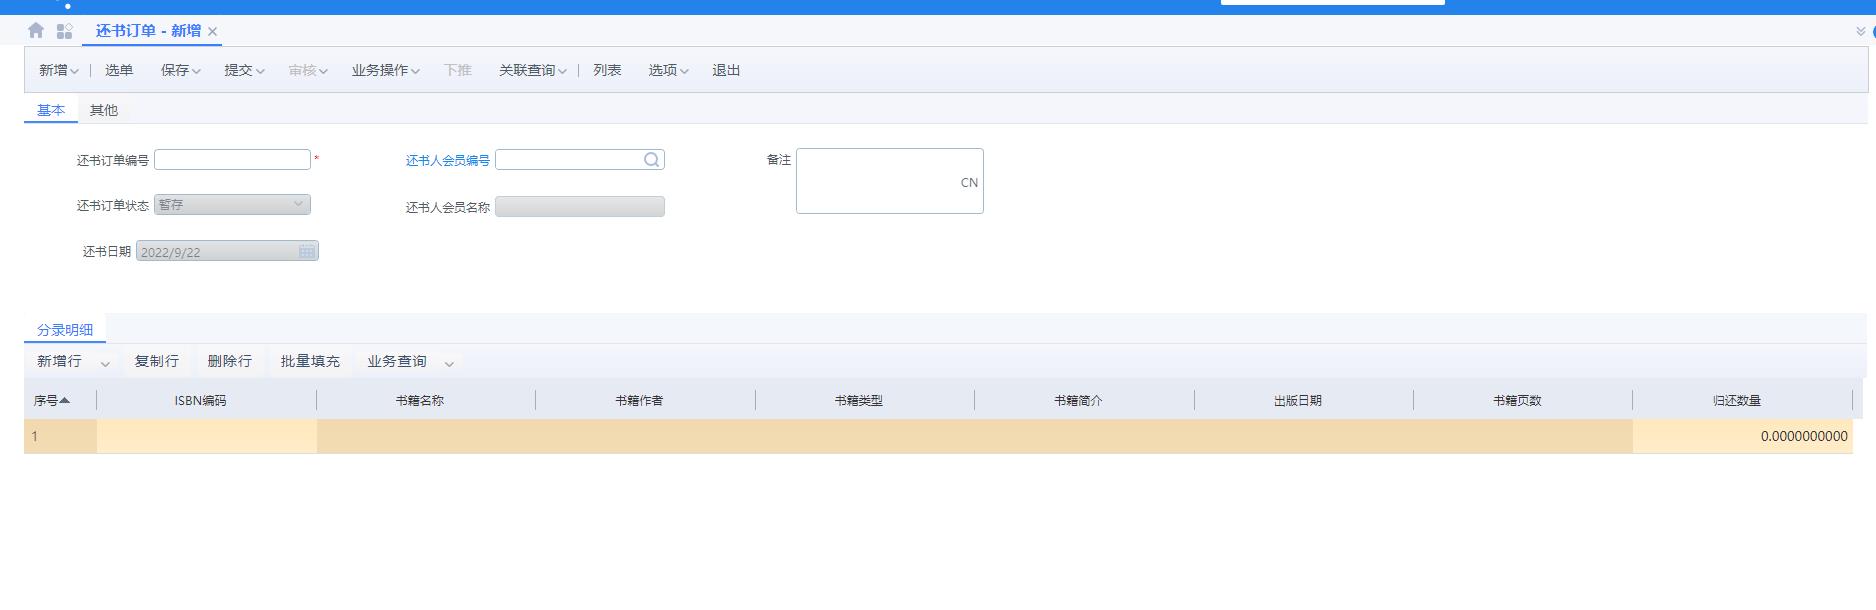 还书订单 - 新增
新增 选单 保存 提交 审核 业务操作 下推 关联查询 列表 选项 退出
基本 其他
还书订单编号 * 还书人会员编号 备注
CN
还书订单状态 暂存 还书人会员名称
还书日期 2022/9/22
分录明细
新增行 复制行 删除行 批量填充 业务查询
序号 ISBN编码 书籍名称 书籍作者 书籍类型 书籍简介 出版日期 书籍页数 归还数量
1 0.0000000000